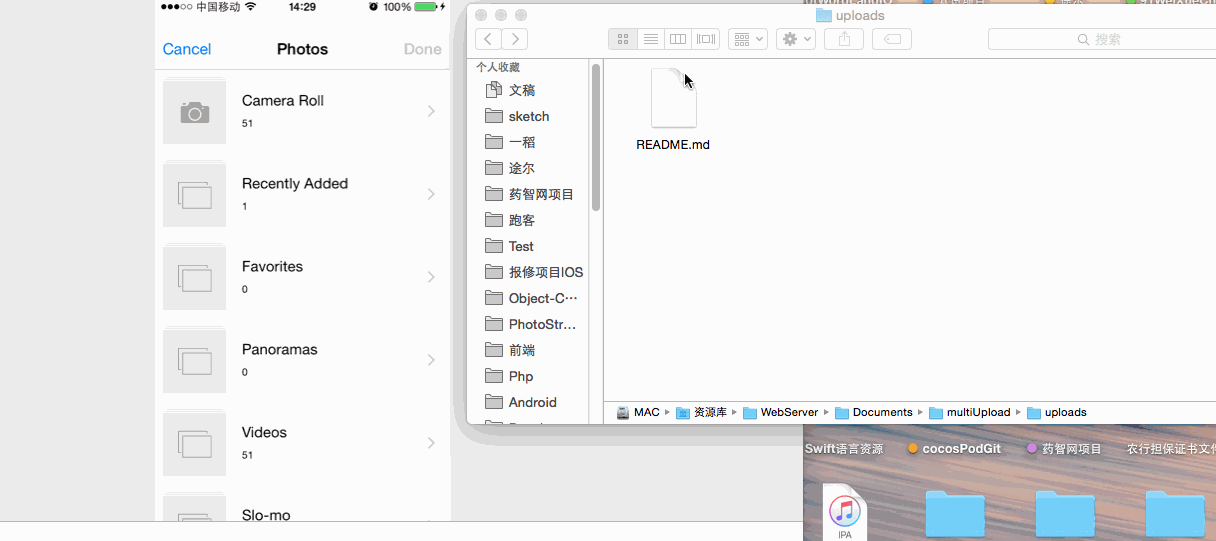 中国移动
14:29
100%
Cancel
Photos
Done
Camera Roll
51
Recently Added
1
Favorites
0
Panoramas
0
Videos
51
Slo-mo
uploads
搜索
个人收藏
文稿
sketch
一稻
途尔
药智网项目
跑客
Test
报修项目IOS
Object-C…
PhotoStr…
前端
Php
Android
README.md
MAC
资源库
WebServer
Documents
multiUpload
uploads
Swift语言资源
cocosPodGit
药智网项目
农行担保证书文件
IPA